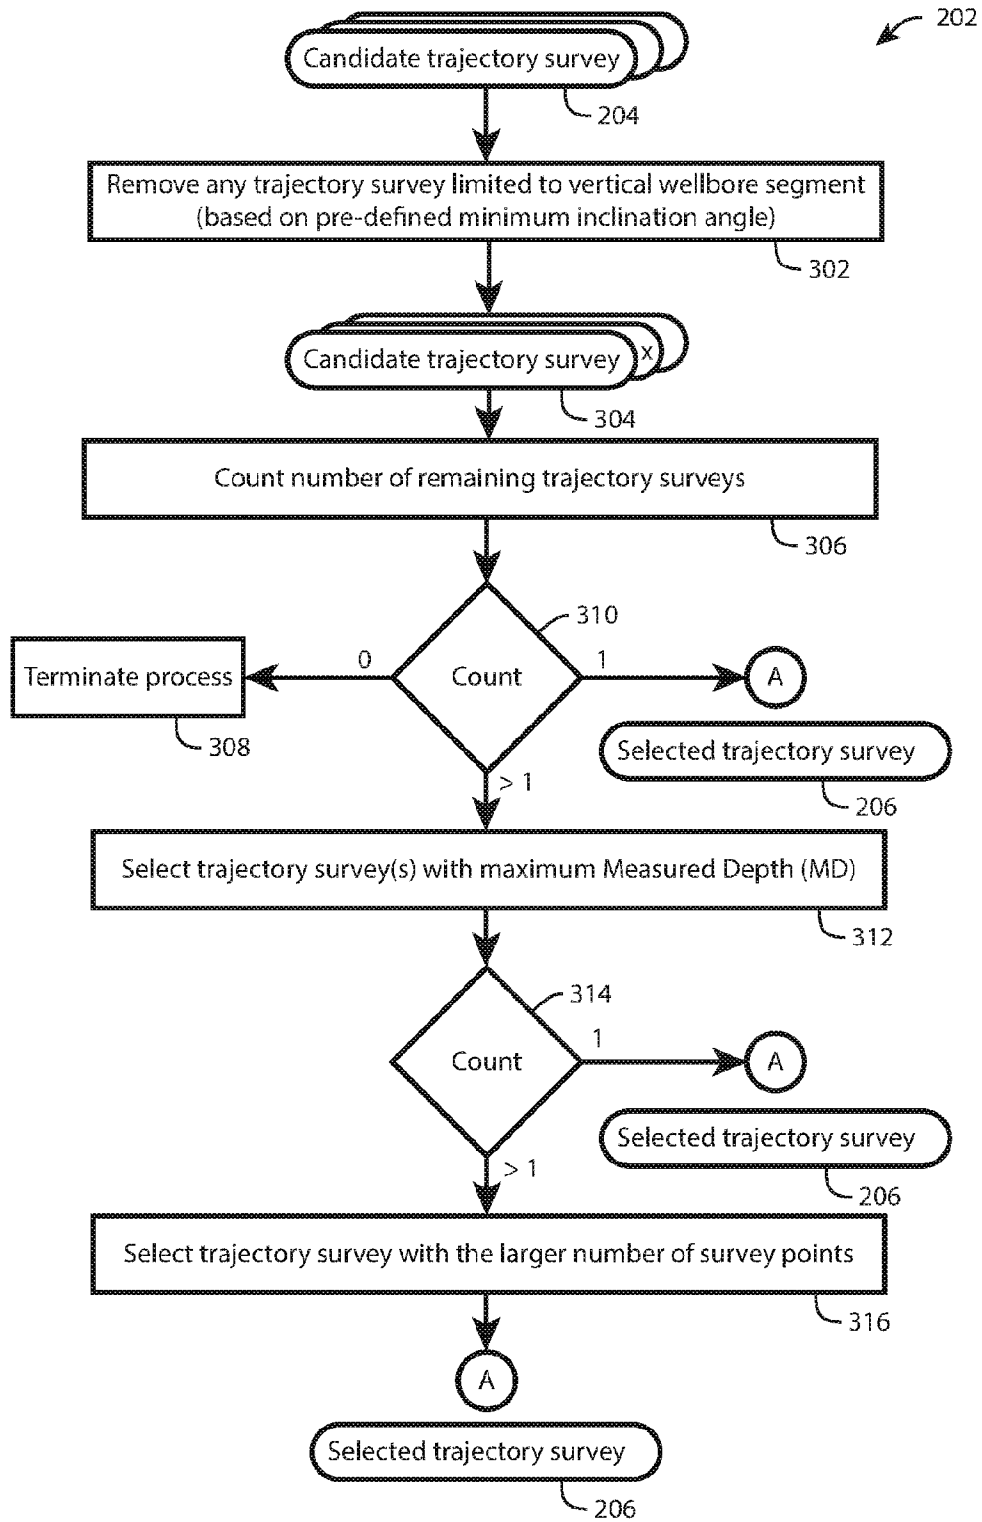 202
Candidate trajectory survey
204
Remove any trajectory survey limited to vertical wellbore segment
(based on pre-defined minimum inclination angle)
302
Candidate trajectory survey
x
304
Count number of remaining trajectory surveys
306
310
Count
0
1
A
Terminate process
308
Selected trajectory survey
206
> 1
Select trajectory survey(s) with maximum Measured Depth (MD)
312
314
Count
1
A
Selected trajectory survey
206
> 1
Select trajectory survey with the larger number of survey points
316
A
Selected trajectory survey
206